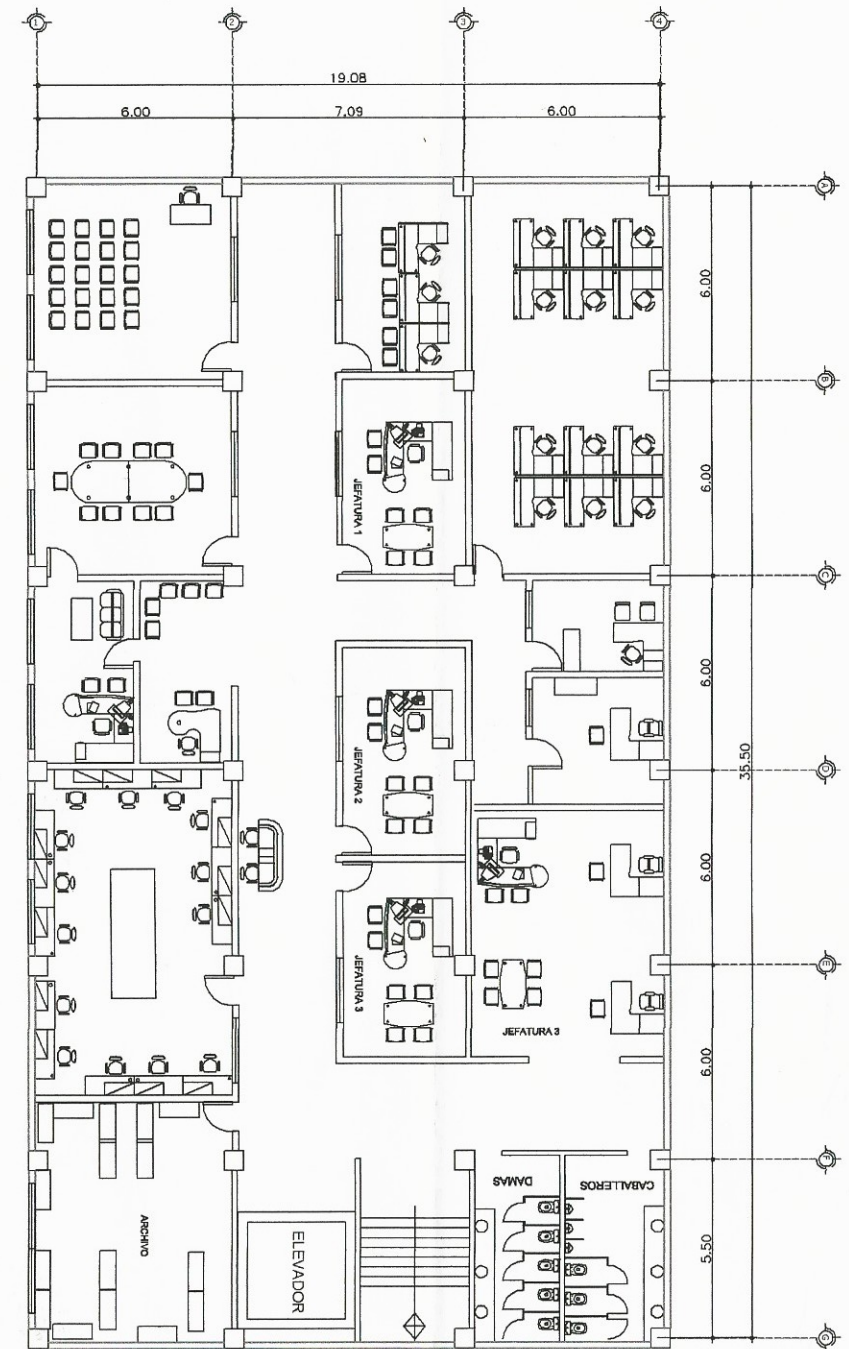 1
2
3
4
19.08
6.00
7.09
6.00
A
6.00
B
JEFATURA 1
6.00
C
6.00
35.50
JEFATURA 2
D
6.00
JEFATURA 3
E
JEFATURA 3
6.00
F
DAMAS
CABALLEROS
ARCHIVO
ELEVADOR
5.50
G